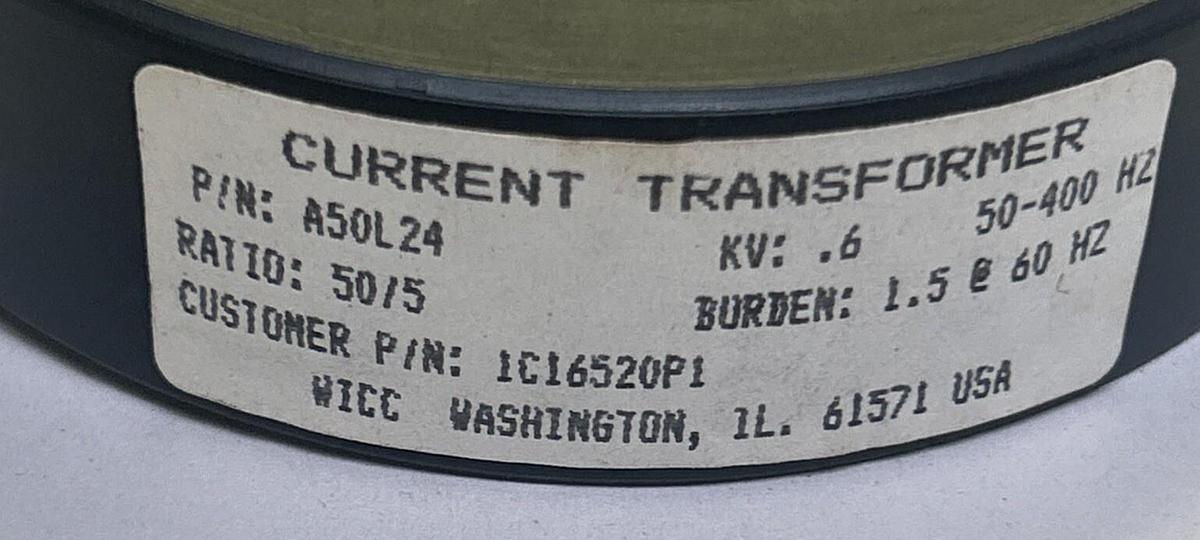 CURRENT TRANSFORMER
P/N: A50L24 KV: .6 50-400 HZ
RATIO: 50/5 BURDEN: 1.5 @ 60 HZ
CUSTOMER P/N: 1C16520P1
WICC WASHINGTON, IL. 61571 USA